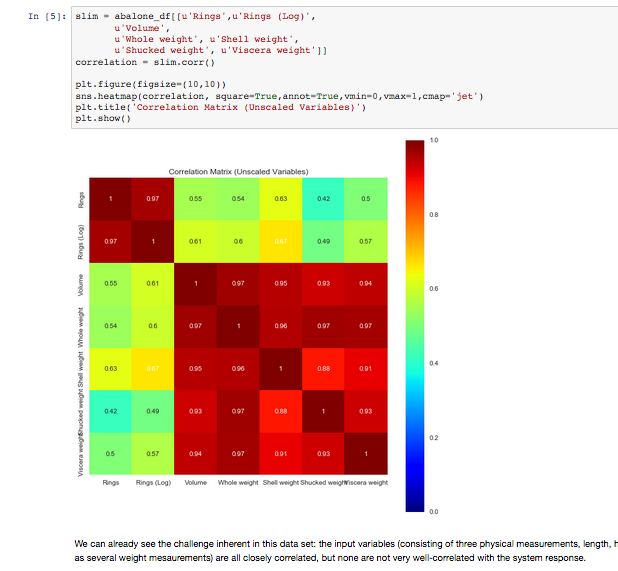 In [5]: slim = abalone_df[[u'Rings',u'Rings (Log)',
u'Volume',
u'Whole weight', u'Shell weight',
u'Shucked weight', u'Viscera weight']]
correlation = slim.corr()
plt.figure(figsize=(10,10))
sns.heatmap(correlation, square=True,annot=True,vmin=0,vmax=1,cmap='jet')
plt.title('Correlation Matrix (Unscaled Variables)')
plt.show()
Correlation Matrix (Unscaled Variables)
Rings 1 0.97 0.55 0.54 0.63 0.42 0.5
Rings (Log) 0.97 1 0.61 0.6 0.67 0.49 0.57
Volume 0.55 0.61 1 0.97 0.95 0.93 0.94
Whole weight 0.54 0.6 0.97 1 0.96 0.97 0.97
Shell weight 0.63 0.67 0.95 0.96 1 0.88 0.91
Shucked weight 0.42 0.49 0.93 0.97 0.88 1 0.93
Viscera weight 0.5 0.57 0.94 0.97 0.91 0.93 1
Rings Rings (Log) Volume Whole weight Shell weight Shucked weight Viscera weight
1.0
0.8
0.6
0.4
0.2
0.0
We can already see the challenge inherent in this data set: the input variables (consisting of three physical measurements, length, h
as several weight mesaurements) are all closely correlated, but none are not very well-correlated with the system response.